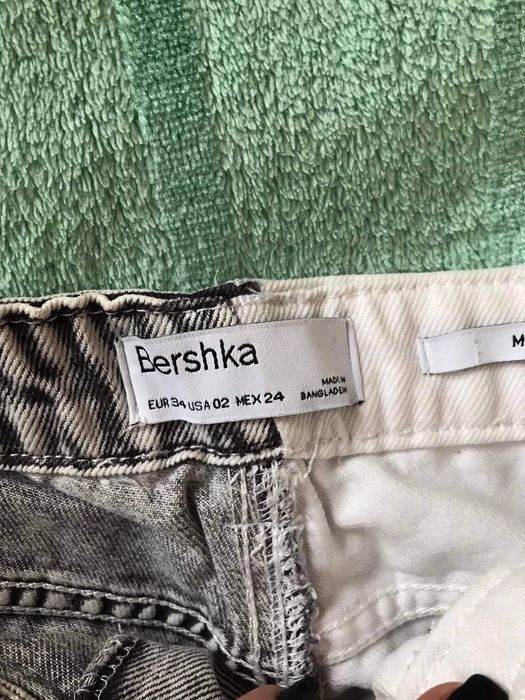 Bershka
EUR 34 USA 02 MEX 24
MADE IN
BANGLADESH
M